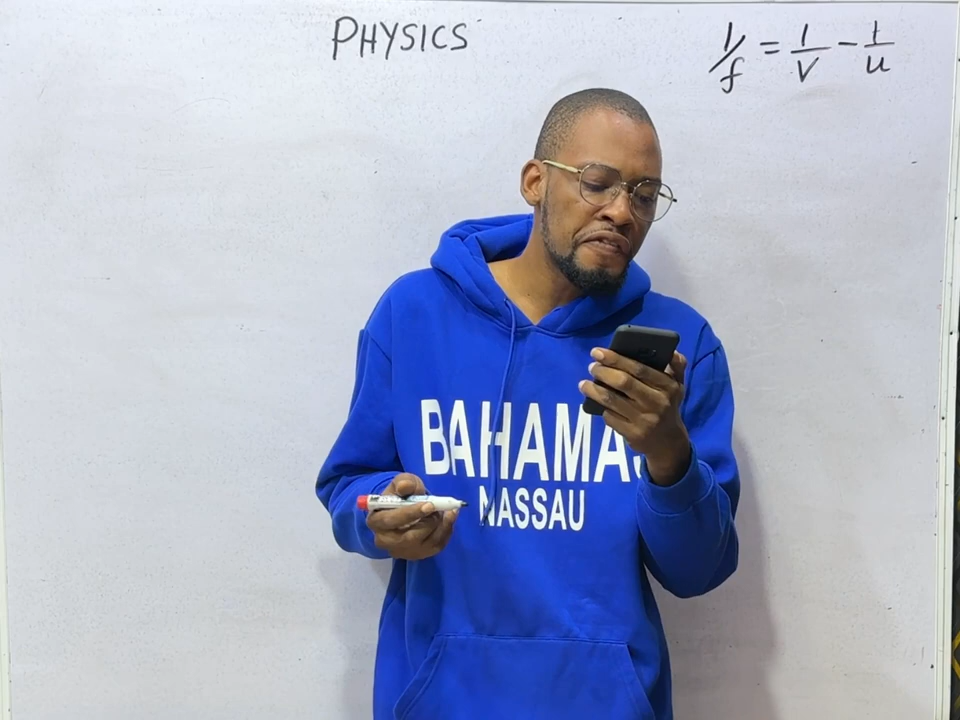 PHYSICS
1/f = 1/v - 1/u
BAHAMAS
NASSAU